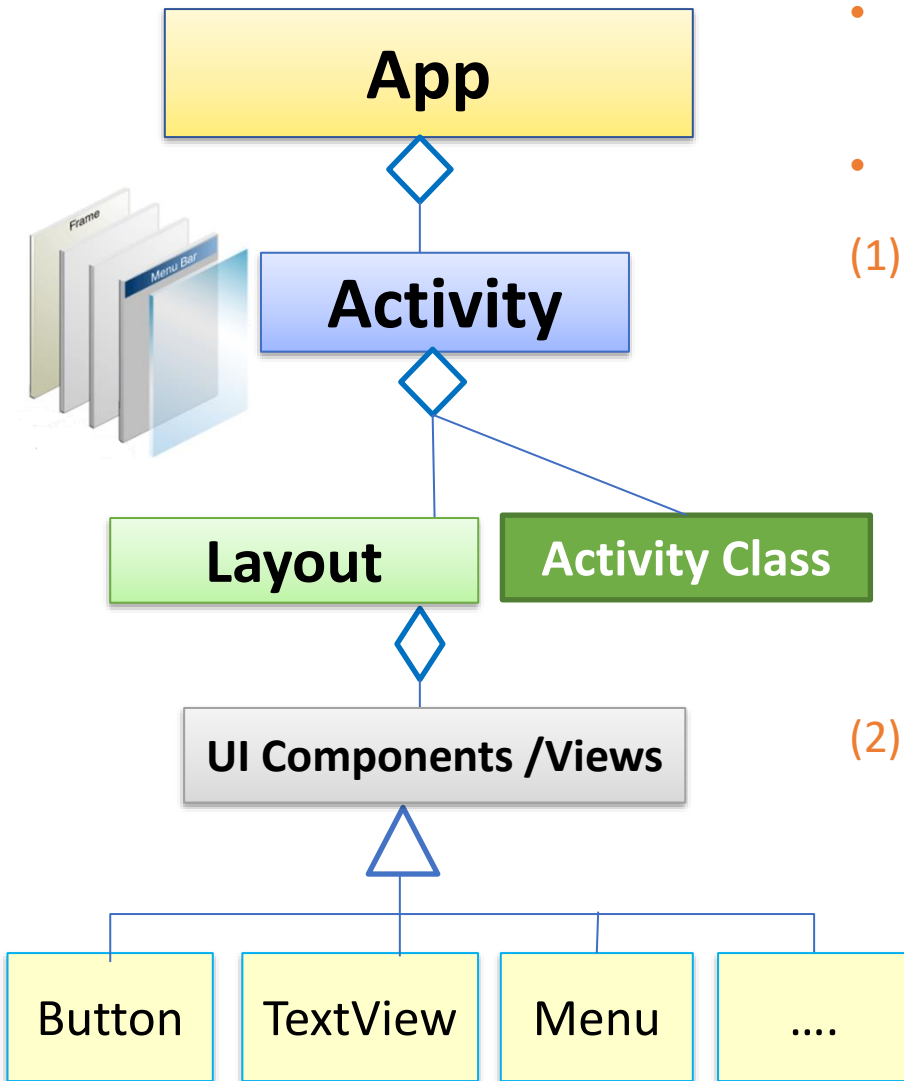 App
•
•
Frame
Menu Bar
(1)
Activity
Layout
Activity Class
(2)
UI Components /Views
Button
TextView
Menu
....